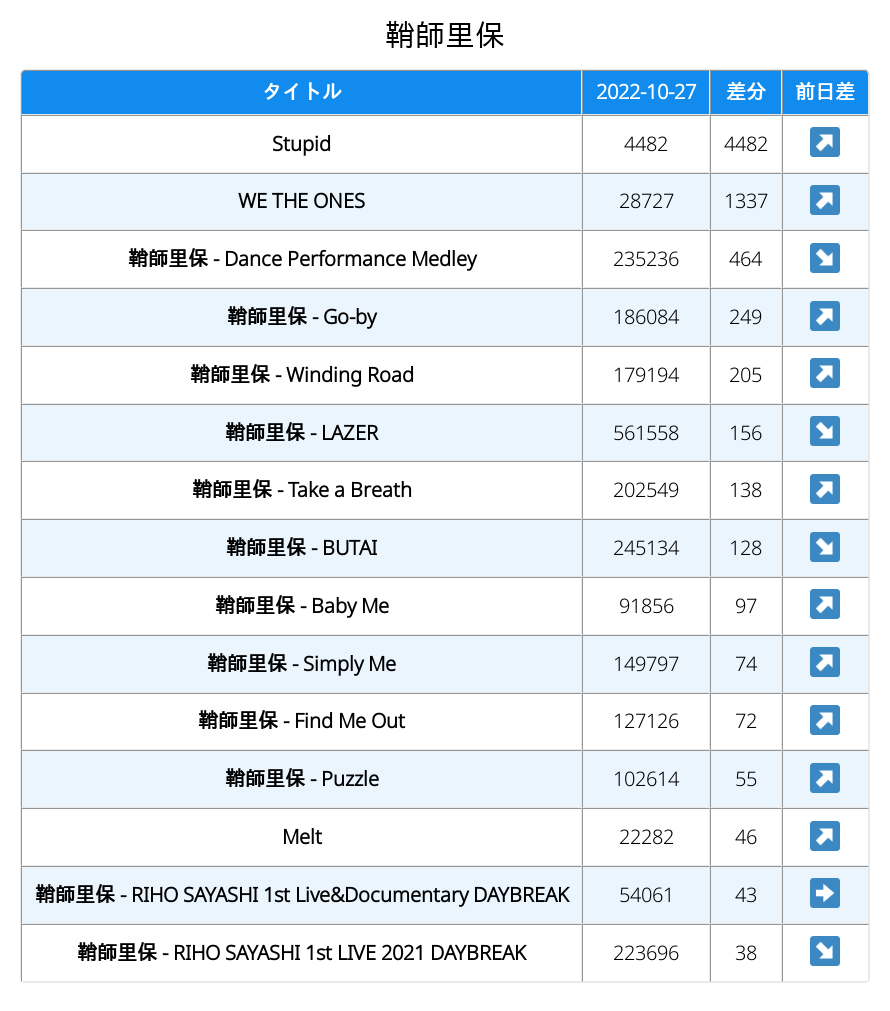 鞘師里保
タイトル 2022-10-27 差分 前日差
Stupid 4482 4482 ↗
WE THE ONES 28727 1337 ↗
鞘師里保 - Dance Performance Medley 235236 464 ↘
鞘師里保 - Go-by 186084 249 ↗
鞘師里保 - Winding Road 179194 205 ↗
鞘師里保 - LAZER 561558 156 ↘
鞘師里保 - Take a Breath 202549 138 ↗
鞘師里保 - BUTAI 245134 128 ↘
鞘師里保 - Baby Me 91856 97 ↗
鞘師里保 - Simply Me 149797 74 ↗
鞘師里保 - Find Me Out 127126 72 ↗
鞘師里保 - Puzzle 102614 55 ↗
Melt 22282 46 ↗
鞘師里保 - RIHO SAYASHI 1st Live&Documentary DAYBREAK 54061 43 ➡
鞘師里保 - RIHO SAYASHI 1st LIVE 2021 DAYBREAK 223696 38 ↘